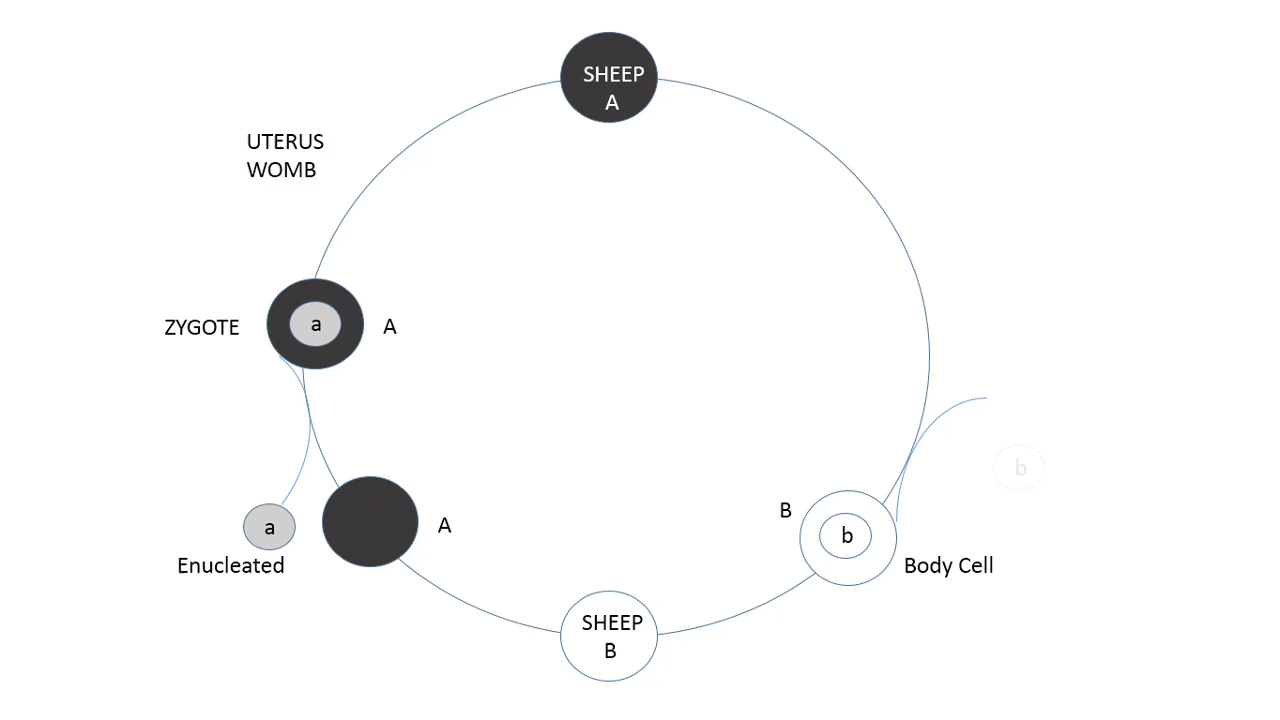 SHEEP
A
UTERUS
WOMB
ZYGOTE
a
A
b
a
A
B
b
Enucleated
Body Cell
SHEEP
B